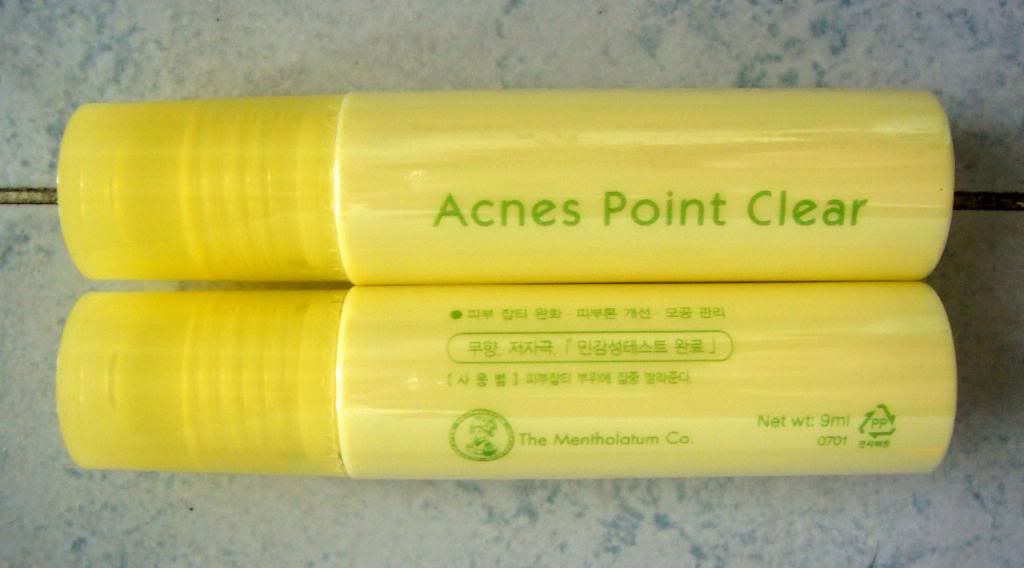 Acnes Point Clear
● 피부 잡티 완화 · 피부톤 개선 · 모공 관리
무향, 저자극, 「민감성테스트 완료」
[ 사 용 법 ] 피부잡티 부위에 집중 발라준다.
The Mentholatum Co.
Net wt: 9ml
0701
PP